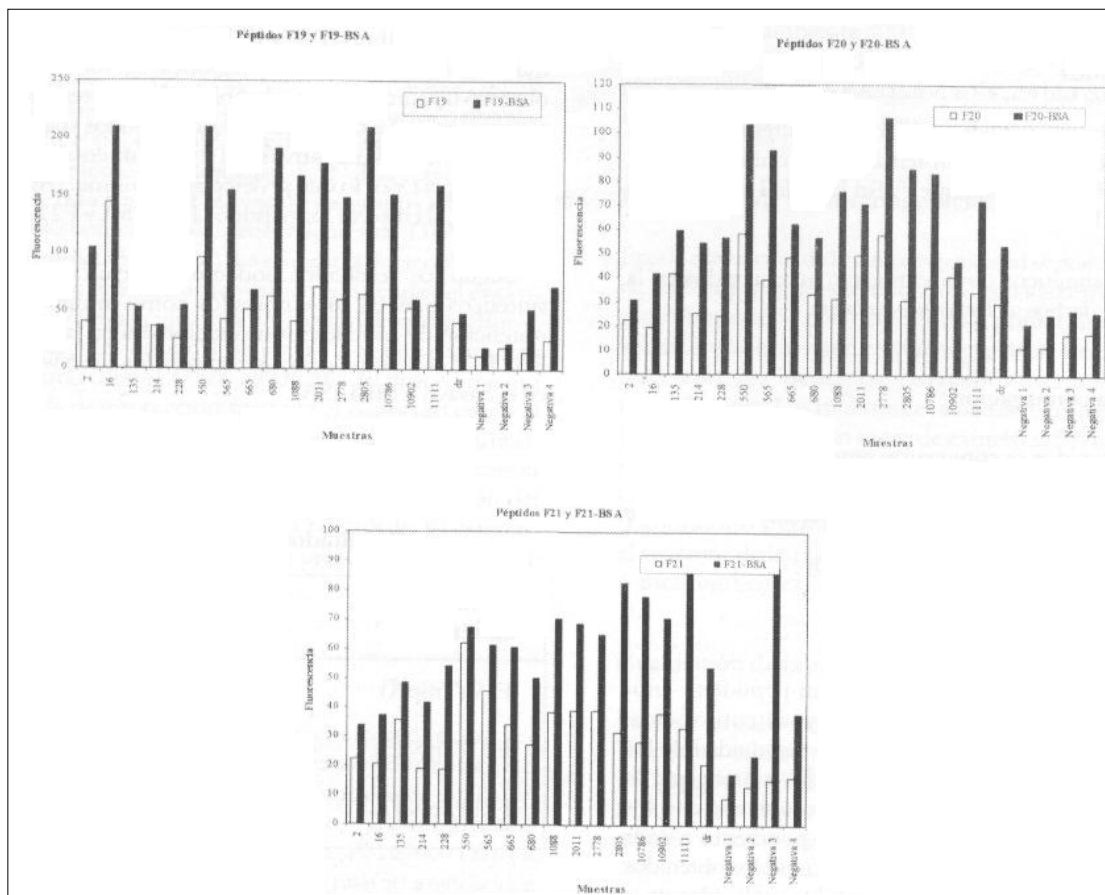 Péptidos F19 y F19-BSA
250
200
150
100
50
0
Fluorescencia
F19 F19-BSA
2 16 135 214 228 550 565 665 680 1088 2011 2778 2805 10786 10902 11111 dr Negativa 1 Negativa 2 Negativa 3 Negativa 4
Muestras
Péptidos F20 y F20-BSA
120
110
100
90
80
70
60
50
40
30
20
10
0
Fluorescencia
F20 F20-BSA
2 16 135 214 228 550 565 665 680 1088 2011 2778 2805 10786 10902 11111 dr Negativa 1 Negativa 2 Negativa 3 Negativa 4
Muestras
Péptidos F21 y F21-BSA
100
90
80
70
60
50
40
30
20
10
0
Fluorescencia
F21 F21-BSA
2 16 135 214 228 550 565 665 680 1088 2011 2778 2805 10786 10902 11111 dr Negativa 1 Negativa 2 Negativa 3 Negativa 4
Muestras